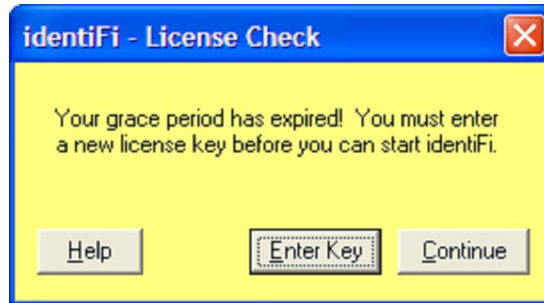 identiFi - License Check
Your grace period has expired!  You must enter
a new license key before you can start identiFi.
Help Enter Key Continue